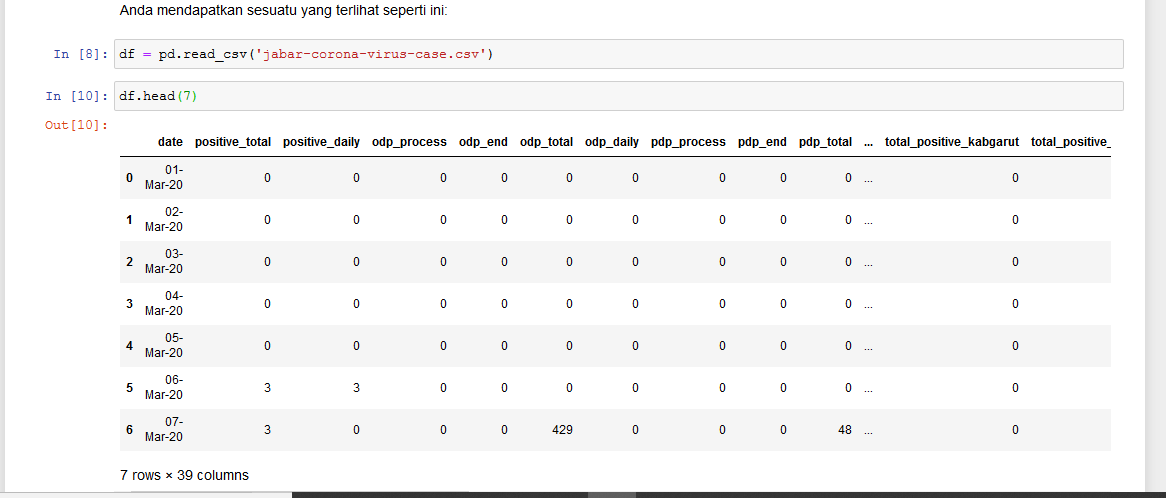 Anda mendapatkan sesuatu yang terlihat seperti ini:
In [8]: df = pd.read_csv('jabar-corona-virus-case.csv')
In [10]: df.head(7)
Out[10]:
date positive_total positive_daily odp_process odp_end odp_total odp_daily pdp_process pdp_end pdp_total ... total_positive_kabgarut total_positive_
0 01-Mar-20 0 0 0 0 0 0 0 0 0 ... 0
1 02-Mar-20 0 0 0 0 0 0 0 0 0 ... 0
2 03-Mar-20 0 0 0 0 0 0 0 0 0 ... 0
3 04-Mar-20 0 0 0 0 0 0 0 0 0 ... 0
4 05-Mar-20 0 0 0 0 0 0 0 0 0 ... 0
5 06-Mar-20 3 3 0 0 0 0 0 0 0 ... 0
6 07-Mar-20 3 0 0 0 429 0 0 0 48 ... 0
7 rows × 39 columns